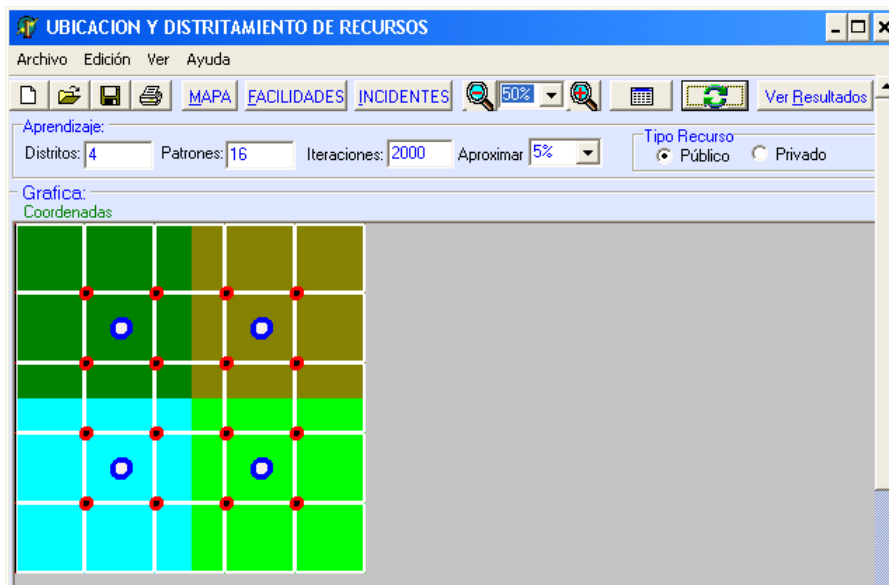 UBICACION Y DISTRITAMIENTO DE RECURSOS
Archivo Edición Ver Ayuda
MAPA FACILIDADES INCIDENTES 50% Ver Resultados
Aprendizaje:
Distritos: 4 Patrones: 16 Iteraciones: 2000 Aproximar 5% Tipo Recurso
Público Privado
Grafica:
Coordenadas